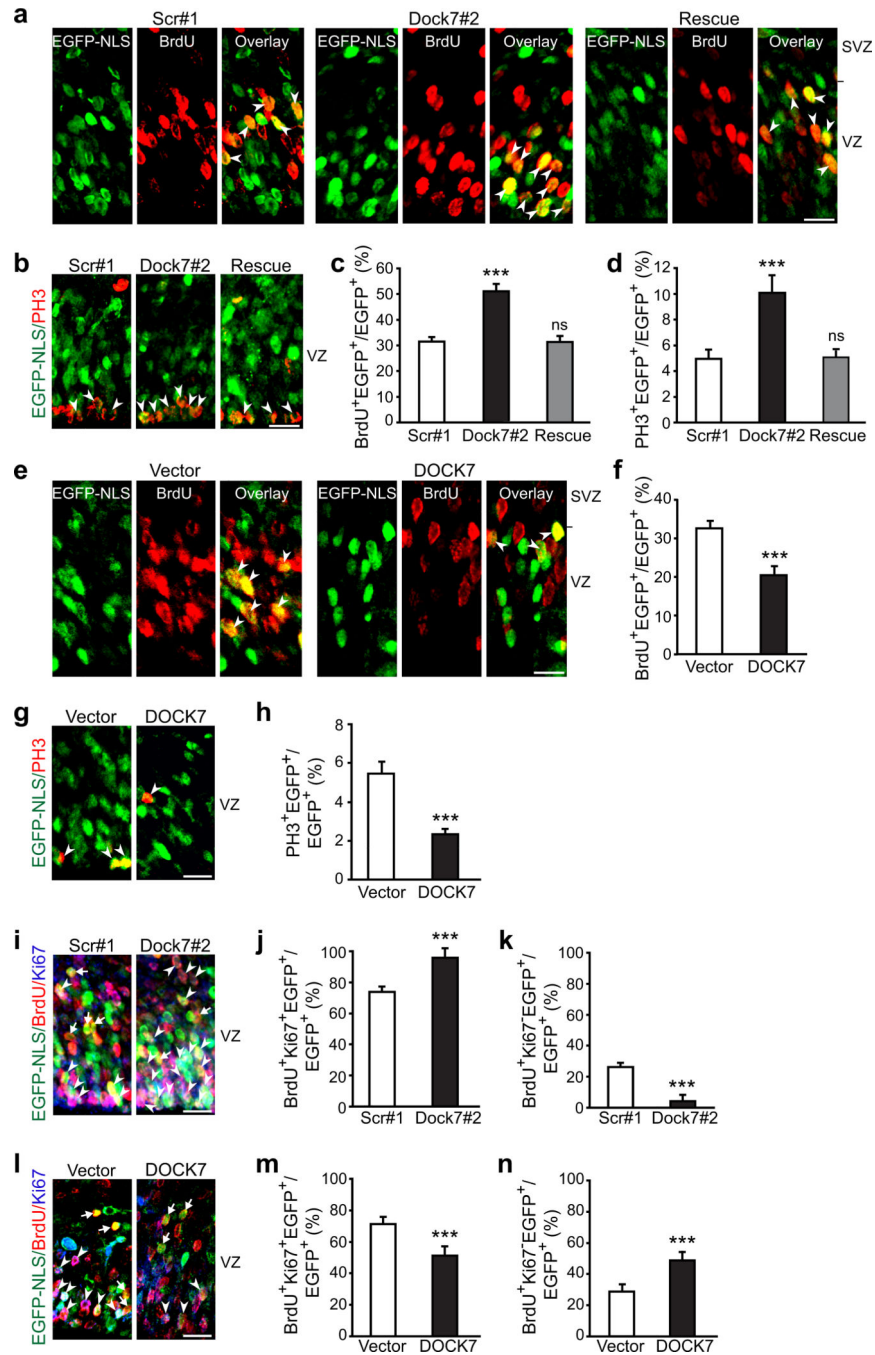 a
Scr#1 Dock7#2 Rescue
EGFP-NLS BrdU Overlay EGFP-NLS BrdU Overlay EGFP-NLS BrdU Overlay
SVZ
VZ
b
Scr#1 Dock7#2 Rescue
EGFP-NLS/PH3
VZ
c
BrdU⁺EGFP⁺/EGFP⁺ (%)
60
50
40
30
20
10
0
***
ns
Scr#1 Dock7#2 Rescue
d
PH3⁺EGFP⁺/EGFP⁺ (%)
12
10
8
6
4
2
0
***
ns
Scr#1 Dock7#2 Rescue
e
Vector DOCK7
EGFP-NLS BrdU Overlay EGFP-NLS BrdU Overlay
SVZ
VZ
f
BrdU⁺EGFP⁺/EGFP⁺ (%)
40
30
20
10
0
***
Vector DOCK7
g
Vector DOCK7
EGFP-NLS/PH3
VZ
h
PH3⁺EGFP⁺/
EGFP⁺ (%)
8
6
4
2
0
***
Vector DOCK7
i
Scr#1 Dock7#2
EGFP-NLS/BrdU/Ki67
VZ
j
BrdU⁺Ki67⁺EGFP⁺/
EGFP⁺ (%)
100
80
60
40
20
0
***
Scr#1 Dock7#2
k
BrdU⁺Ki67⁻EGFP⁺/
EGFP⁺ (%)
100
80
60
40
20
0
***
Scr#1 Dock7#2
l
Vector DOCK7
EGFP-NLS/BrdU/Ki67
VZ
m
BrdU⁺Ki67⁺EGFP⁺/
EGFP⁺ (%)
100
80
60
40
20
0
***
Vector DOCK7
n
BrdU⁺Ki67⁻EGFP⁺/
EGFP⁺ (%)
100
80
60
40
20
0
***
Vector DOCK7